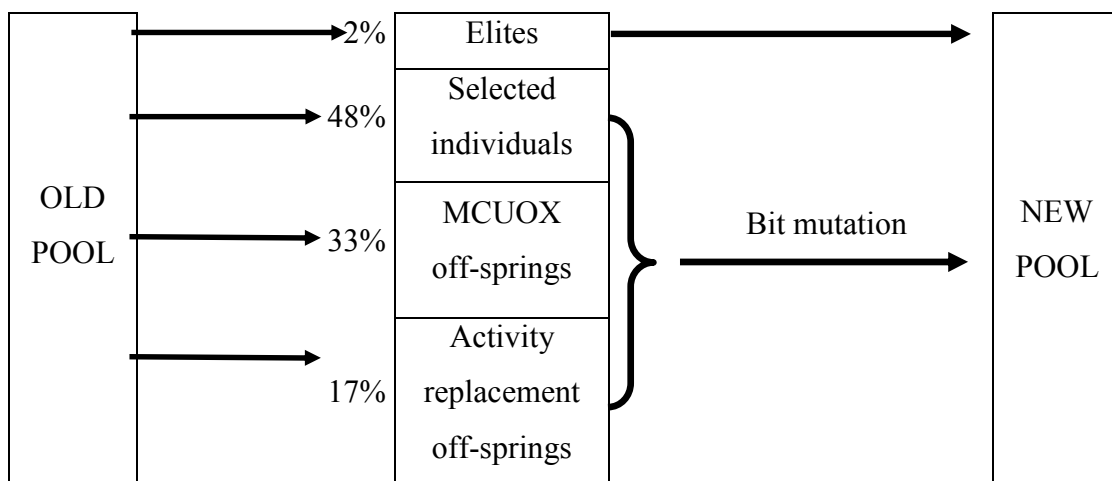 OLD
POOL
2%
48%
33%
17%
Elites
Selected
individuals
MCUOX
off-springs
Activity
replacement
off-springs
Bit mutation
NEW
POOL